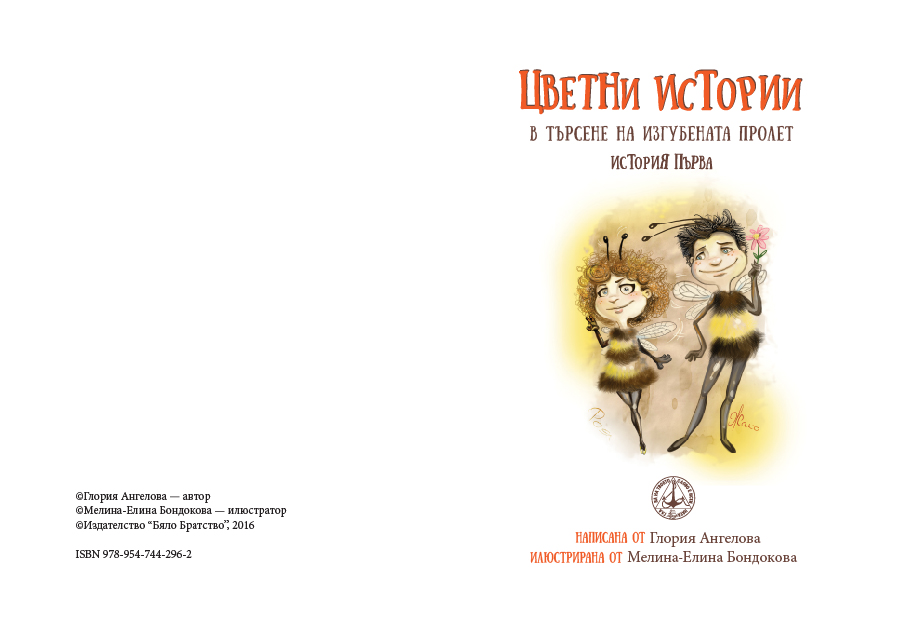 ©Глория Ангелова — автор
©Мелина-Елина Бондокова — илюстратор
©Издателство “Бяло Братство”, 2016
ISBN 978-954-744-296-2
ЦВЕТНИ ИСТОРИИ
В ТЪРСЕНЕ НА ИЗГУБЕНАТА ПРОЛЕТ
ИСТОРИЯ ПЪРВА
НАПИСАНА ОТ Глория Ангелова
ИЛЮСТРИРАНА ОТ Мелина-Елина Бондокова